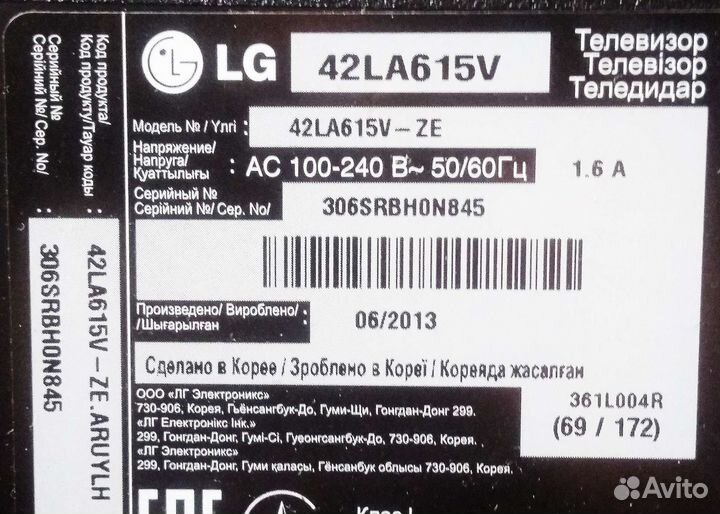 LG
42LA615V
Телевизор
Телевізор
Теледидар
Модель № / Үлгі : 42LA615V-ZE
Напряжение/
Напруга/
Қуаттылығы : AC 100-240 В~ 50/60Гц 1.6 A
Серийный №
Серійний №/ Сер. No/ : 306SRBH0N845
Произведено/ Вироблено/
/Шығарылған : 06/2013
Сделано в Корее / Зроблено в Кореї / Кореяда жасалған
ООО «ЛГ Электроникс»
730-906, Корея, Гьёнсангбук-До, Гуми-Щи, Гонгдан-Донг 299.
«ЛГ Електронікс Інк.»
299, Гонгдан-Донг, Гумі-Сі, Гуеонгсангбук-До, 730-906, Корея.
«ЛГ Электроникс»
299, Гонгдан-Донг, Гуми қаласы, Гёнсанбук облысы 730-906, Корея.
361L004R
(69 / 172)
Код продукта/
Код продукту/Тауар коды : 42LA615V-ZE.ARUYLH
Серийный №
Серійний №/ Сер. No/ : 306SRBH0N845
Клас I
Avito